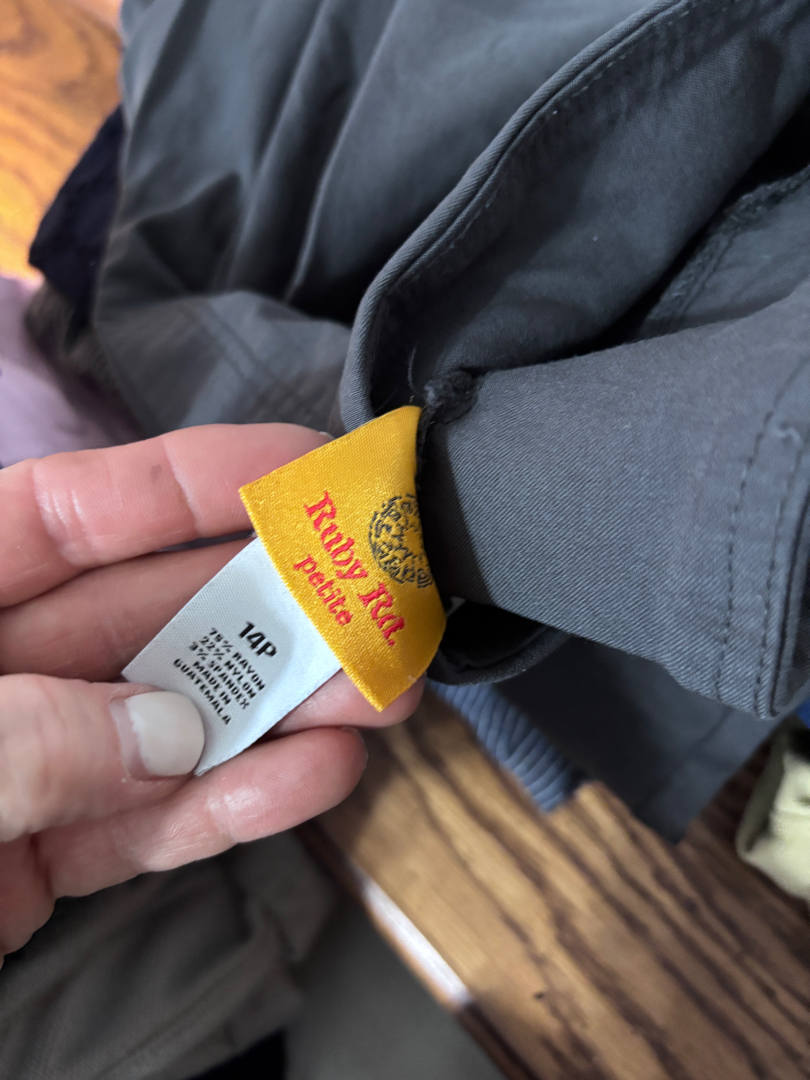 Ruby Rd.
petite
14P
75% RAYON
22% NYLON
3% SPANDEX
MADE IN
GUATEMALA